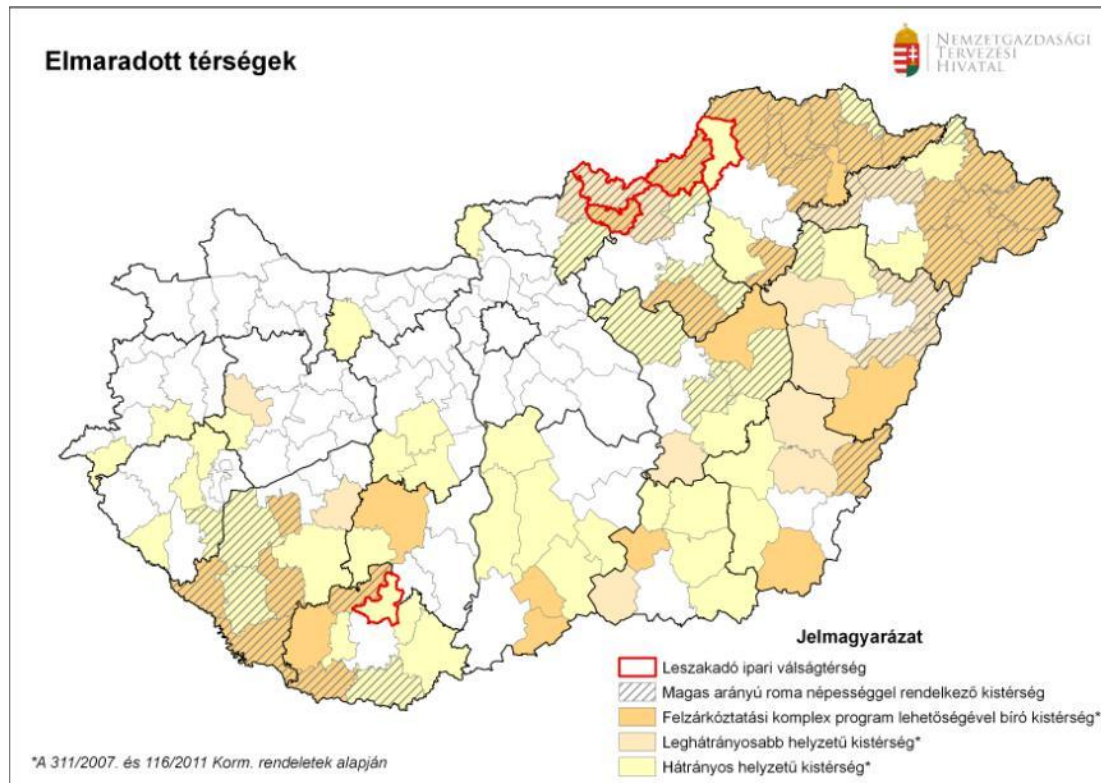 Elmaradott térségek
NEMZETGAZDASÁGI
TERVEZÉSI
HIVATAL
Jelmagyarázat
Leszakadó ipari válságtérség
Magas arányú roma népességgel rendelkező kistérség
Felzárkóztatási komplex program lehetőségével bíró kistérség*
Leghátrányosabb helyzetű kistérség*
Hátrányos helyzetű kistérség*
*A 311/2007. és 116/2011 Korm. rendeletek alapján